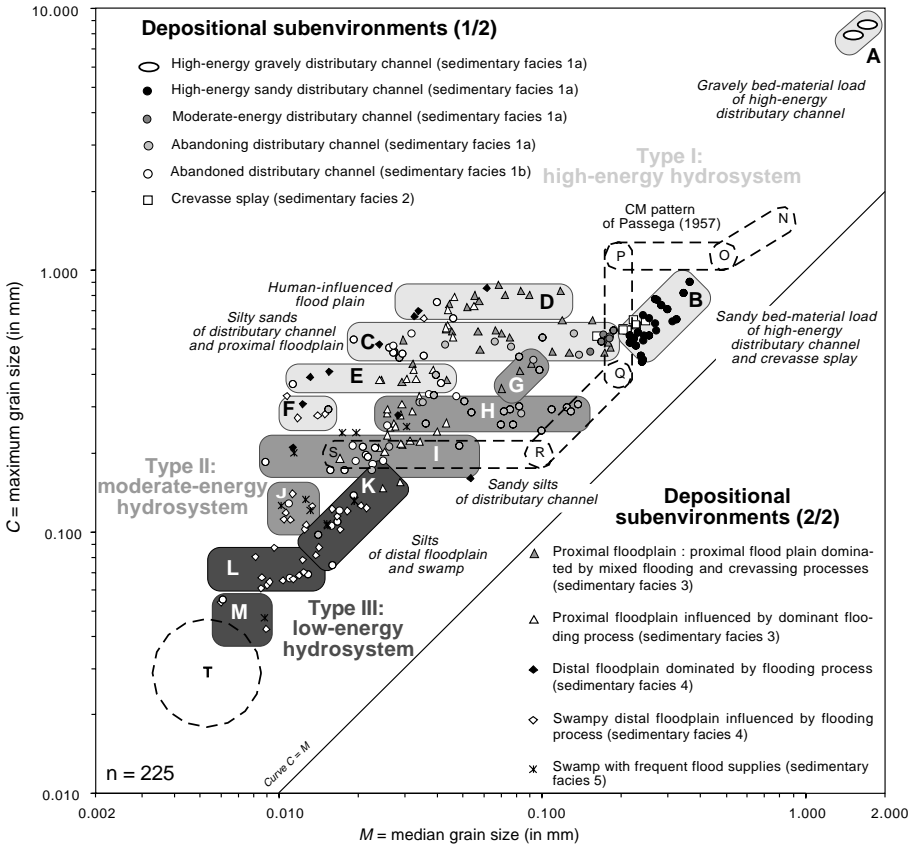 10.000
1.000
0.100
0.010
C = maximum grain size (in mm)
Depositional subenvironments (1/2)
High-energy gravely distributary channel (sedimentary facies 1a)
High-energy sandy distributary channel (sedimentary facies 1a)
Moderate-energy distributary channel (sedimentary facies 1a)
Abandoning distributary channel (sedimentary facies 1a)
Abandoned distributary channel (sedimentary facies 1b)
Crevasse splay (sedimentary facies 2)
A
Gravely bed-material load
of high-energy
distributary channel
Type I:
high-energy hydrosystem
CM pattern
of Passega (1957)
N
P
O
Human-influenced
flood plain
D
B
Silty sands
of distributary channel
and proximal floodplain
C
Sandy bed-material load
of high-energy
distributary channel
and crevasse splay
E
G
Q
F
H
S
I
R
Type II:
moderate-energy
hydrosystem
K
J
Sandy silts
of distributary channel
Silts
of distal floodplain
and swamp
L
M
Type III:
low-energy
hydrosystem
T
Depositional
subenvironments (2/2)
Proximal floodplain : proximal flood plain domina-
ted by mixed flooding and crevassing processes
(sedimentary facies 3)
Proximal floodplain influenced by dominant floo-
ding process (sedimentary facies 3)
Distal floodplain dominated by flooding process
(sedimentary facies 4)
Swampy distal floodplain influenced by flooding
process (sedimentary facies 4)
Swamp with frequent flood supplies (sedimentary
facies 5)
n = 225
Curve C = M
0.002
0.010
0.100
1.000
2.000
M = median grain size (in mm)